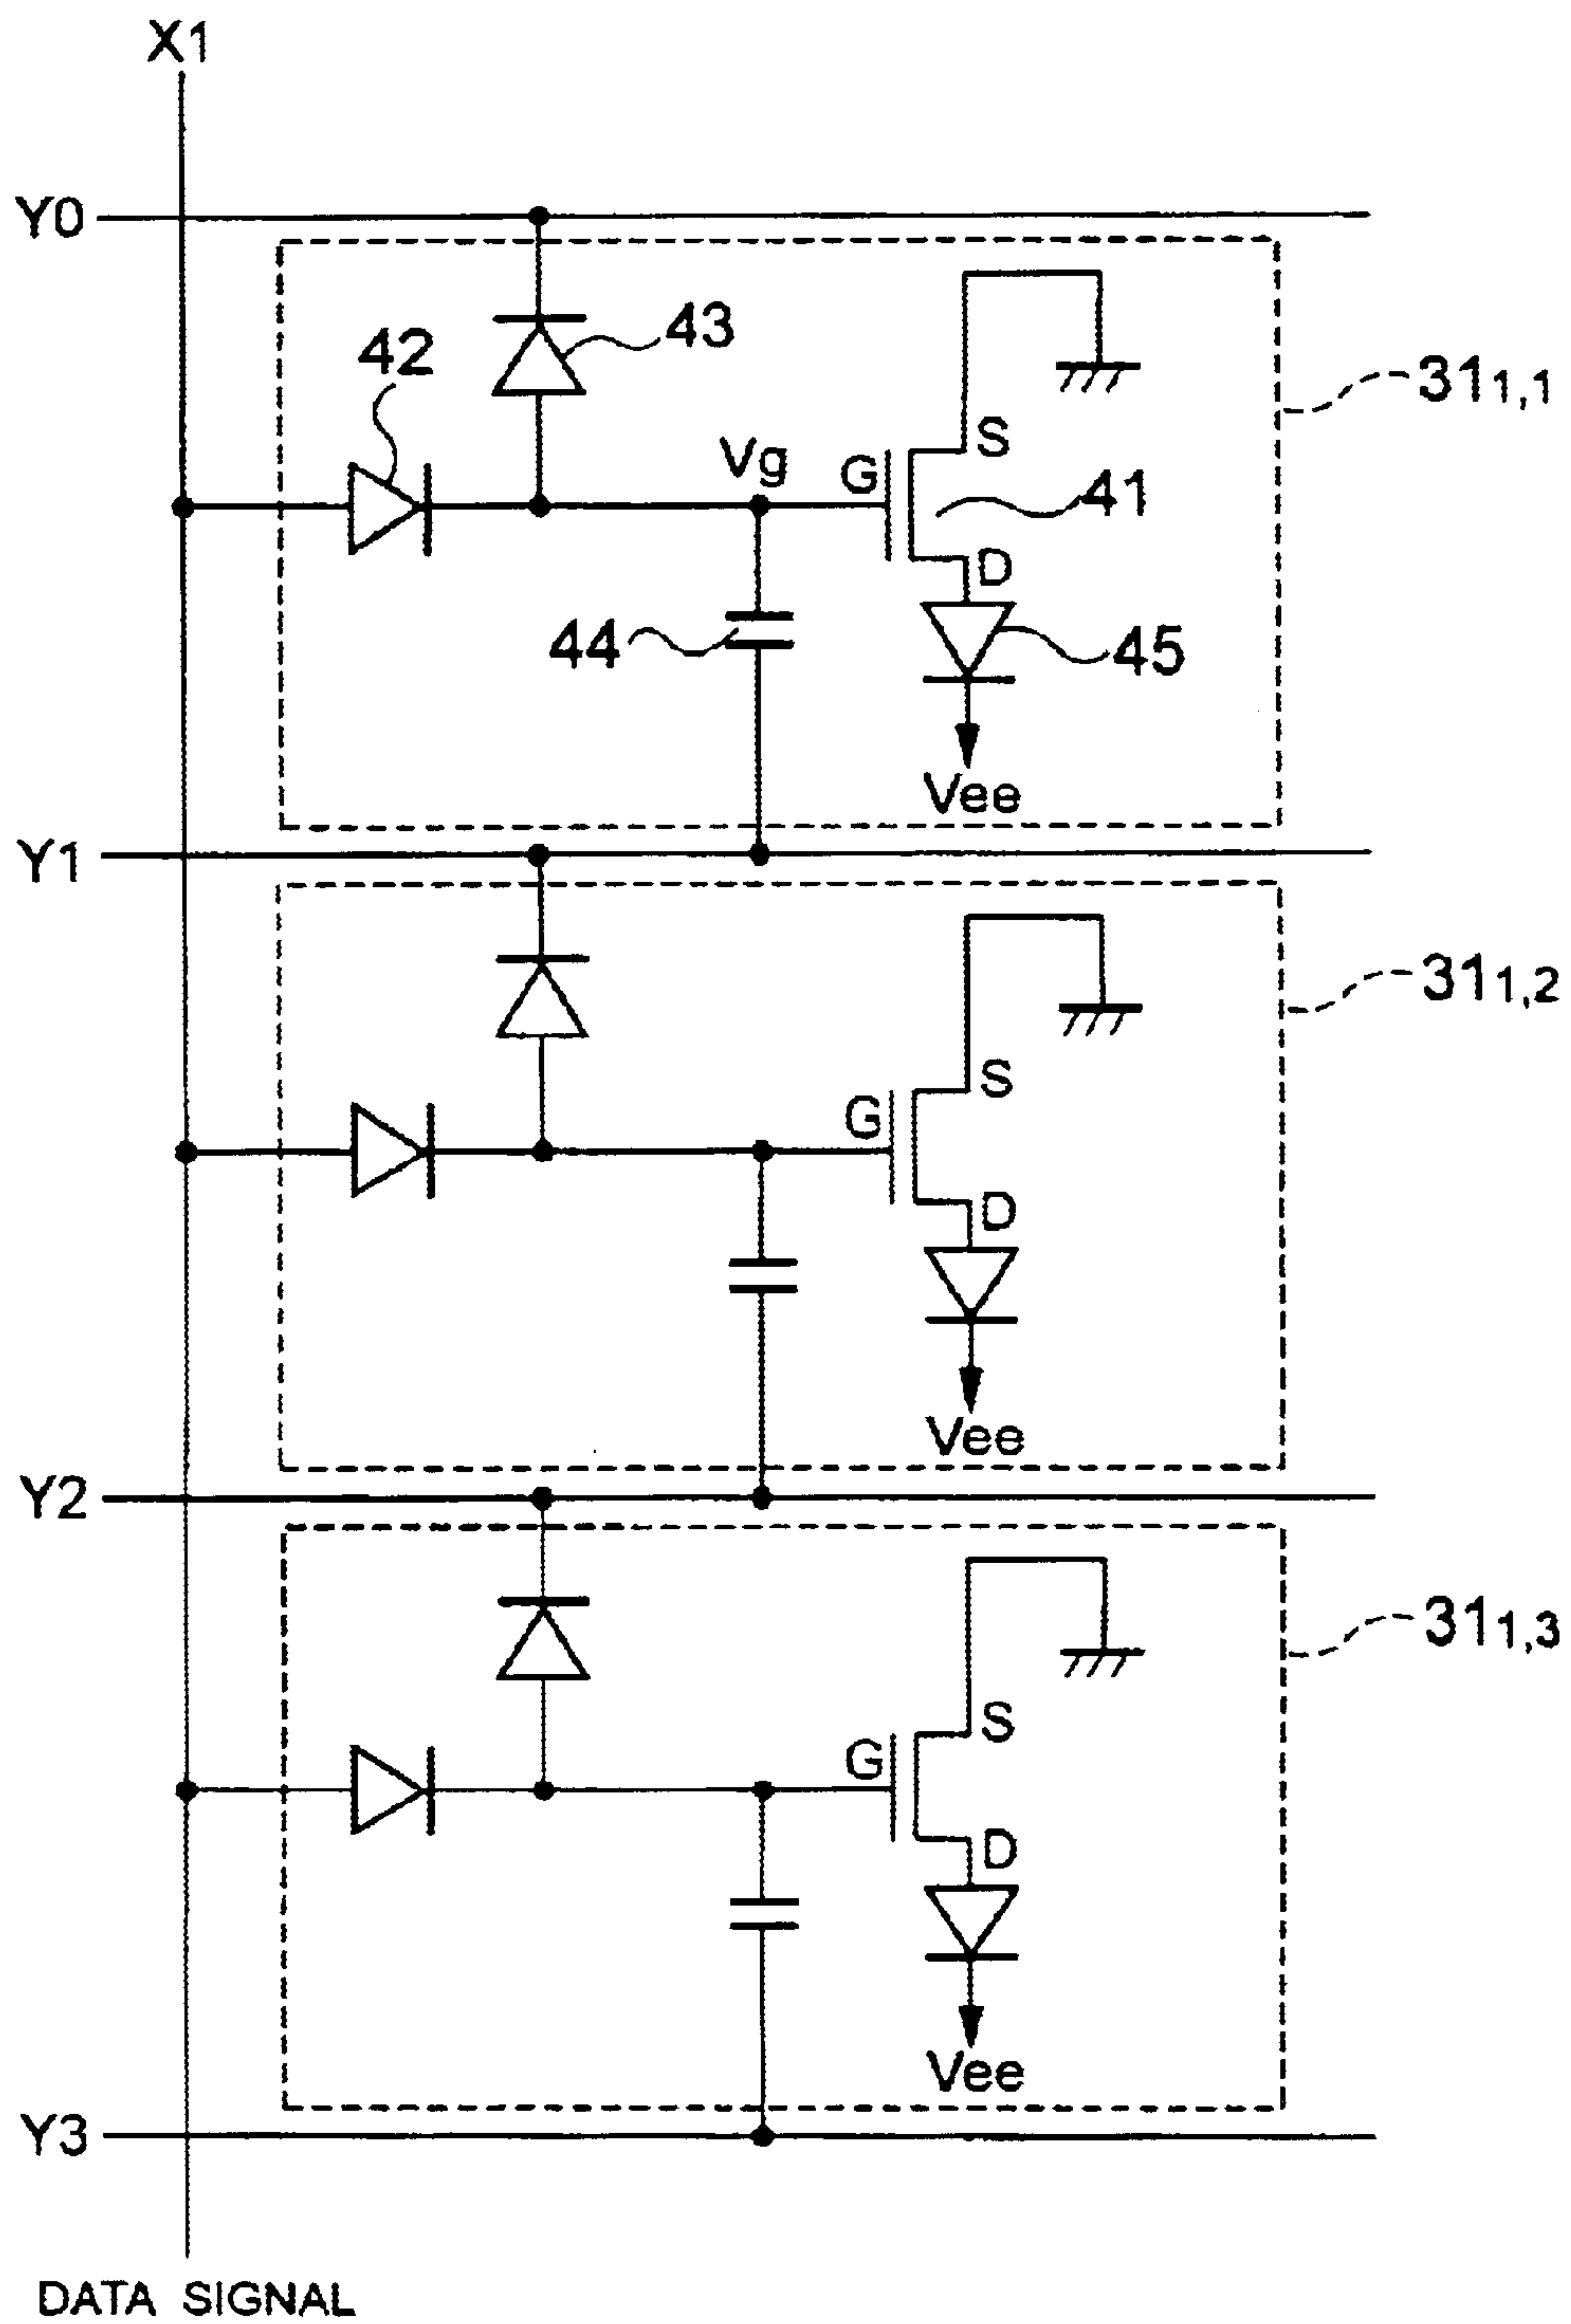 X1
Y0
42
43
31₁,₁
Vg
G
S
41
D
44
45
Vee
Y1
31₁,₂
S
G
D
Vee
Y2
31₁,₃
S
G
D
Vee
Y3
DATA SIGNAL